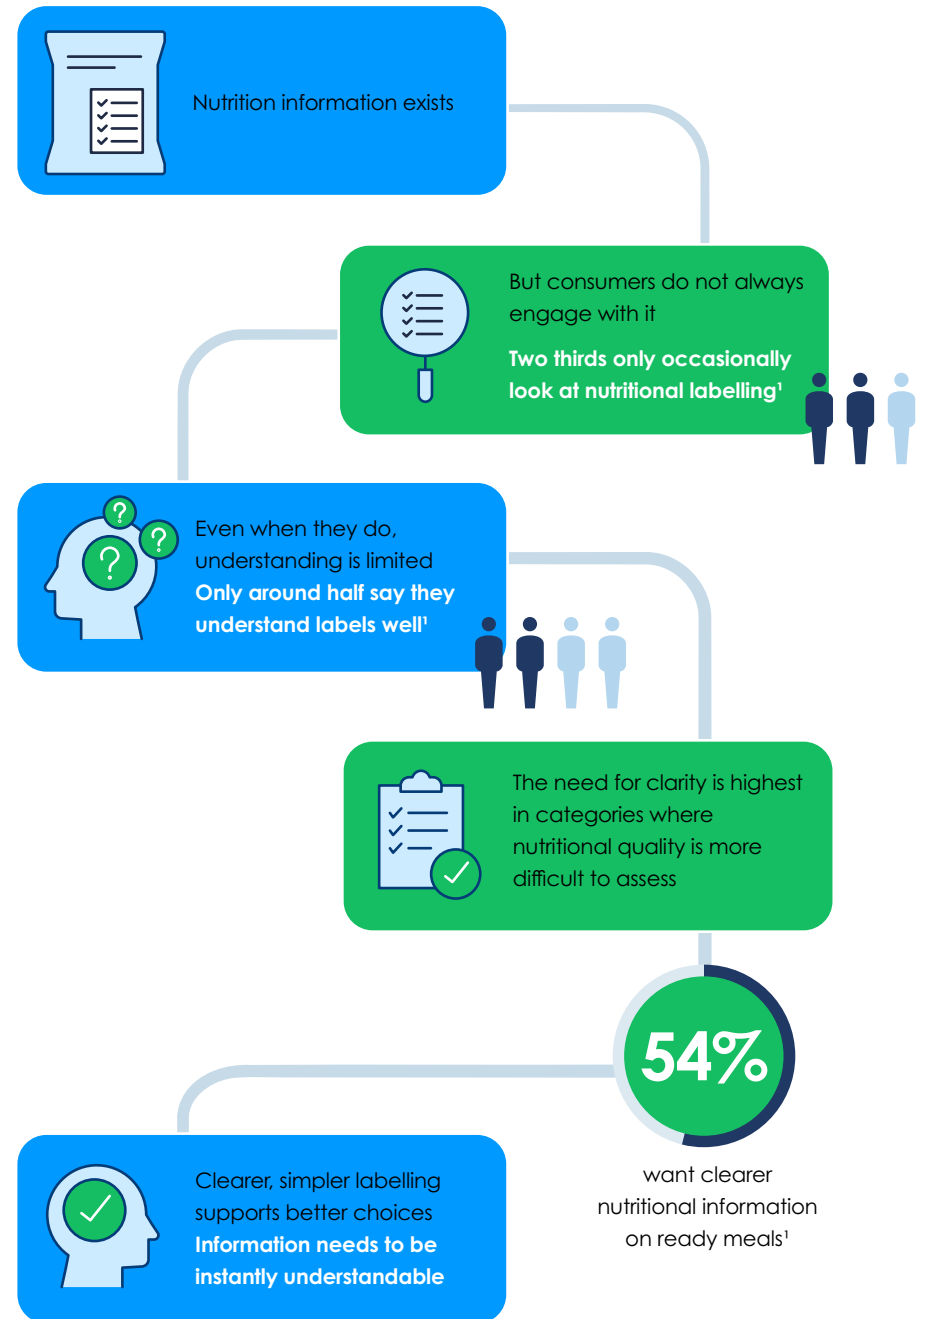 Nutrition information exists
But consumers do not always
engage with it
Two thirds only occasionally
look at nutritional labelling¹
Even when they do,
understanding is limited
Only around half say they
understand labels well¹
The need for clarity is highest
in categories where
nutritional quality is more
difficult to assess
54%
want clearer
nutritional information
on ready meals¹
Clearer, simpler labelling
supports better choices
Information needs to be
instantly understandable